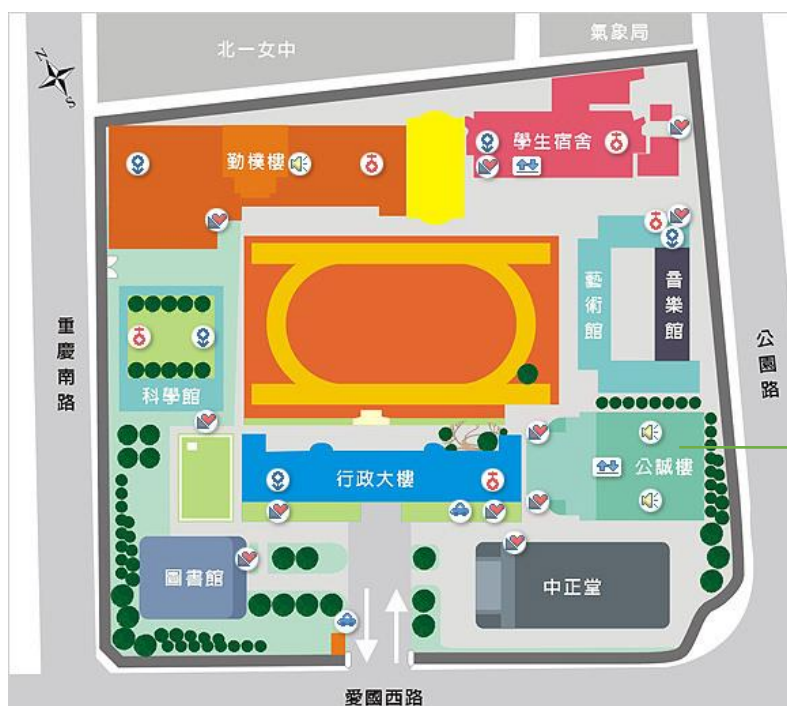 北一女中
氣象局
N
S
勤樸樓
學生宿舍
藝術館
音樂館
重慶南路
公園路
科學館
行政大樓
公誠樓
圖書館
中正堂
愛國西路